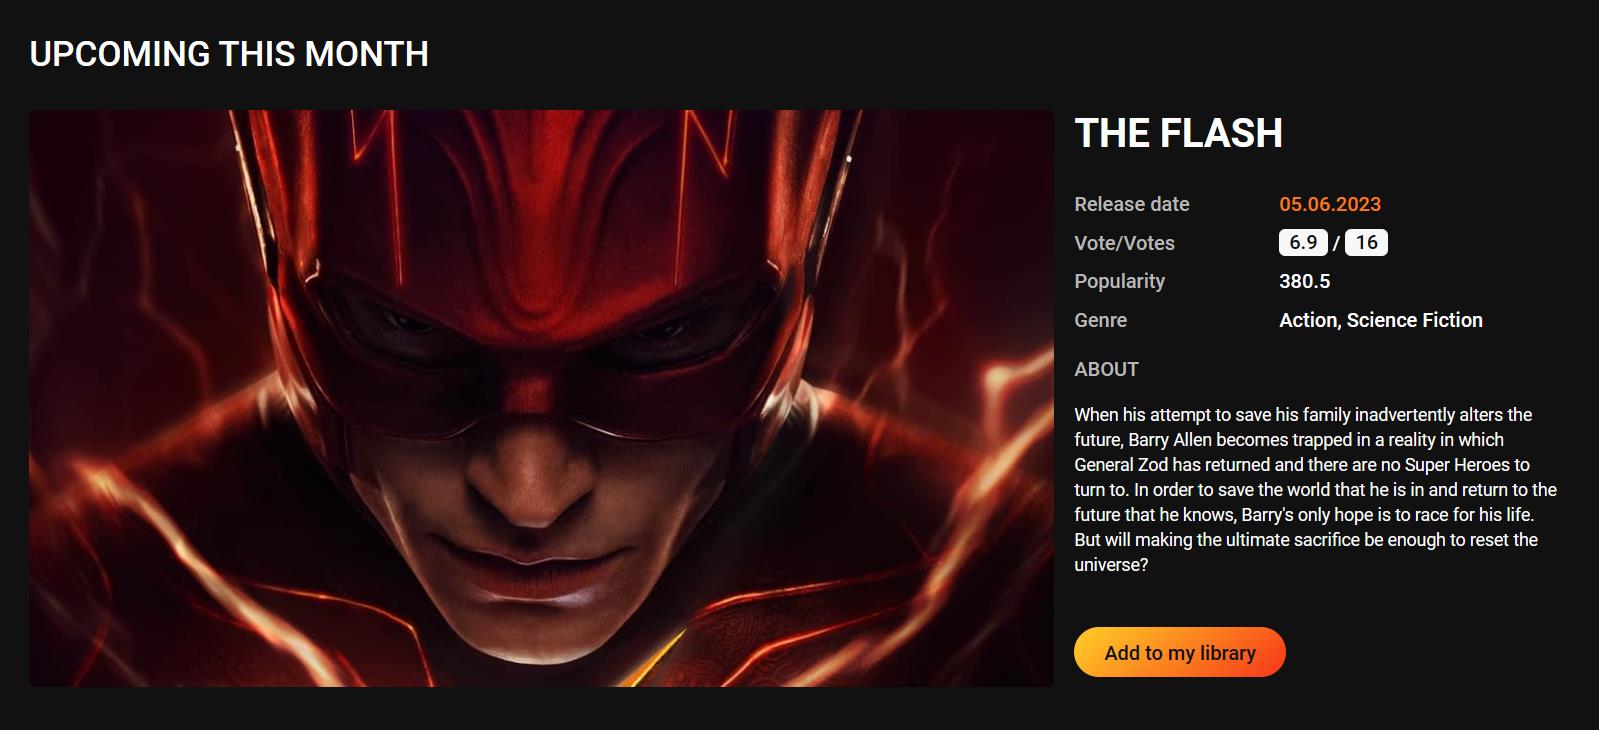 UPCOMING THIS MONTH
THE FLASH
Release date 05.06.2023
Vote/Votes 6.9 / 16
Popularity 380.5
Genre Action, Science Fiction
ABOUT
When his attempt to save his family inadvertently alters the
future, Barry Allen becomes trapped in a reality in which
General Zod has returned and there are no Super Heroes to
turn to. In order to save the world that he is in and return to the
future that he knows, Barry's only hope is to race for his life.
But will making the ultimate sacrifice be enough to reset the
universe?
Add to my library